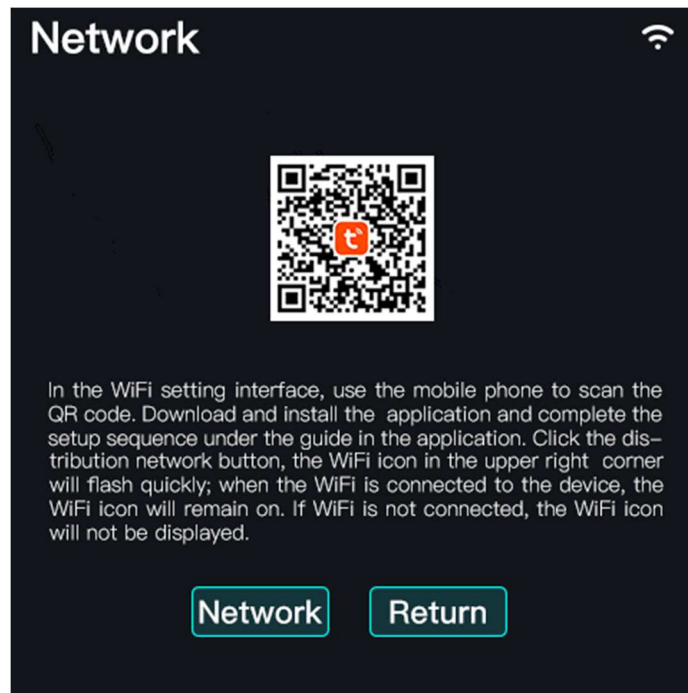 Network
t
In the WiFi setting interface, use the mobile phone to scan the
QR code. Download and install the application and complete the
setup sequence under the guide in the application. Click the dis-
tribution network button, the WiFi icon in the upper right corner
will flash quickly; when the WiFi is connected to the device, the
WiFi icon will remain on. If WiFi is not connected, the WiFi icon
will not be displayed.
Network
Return